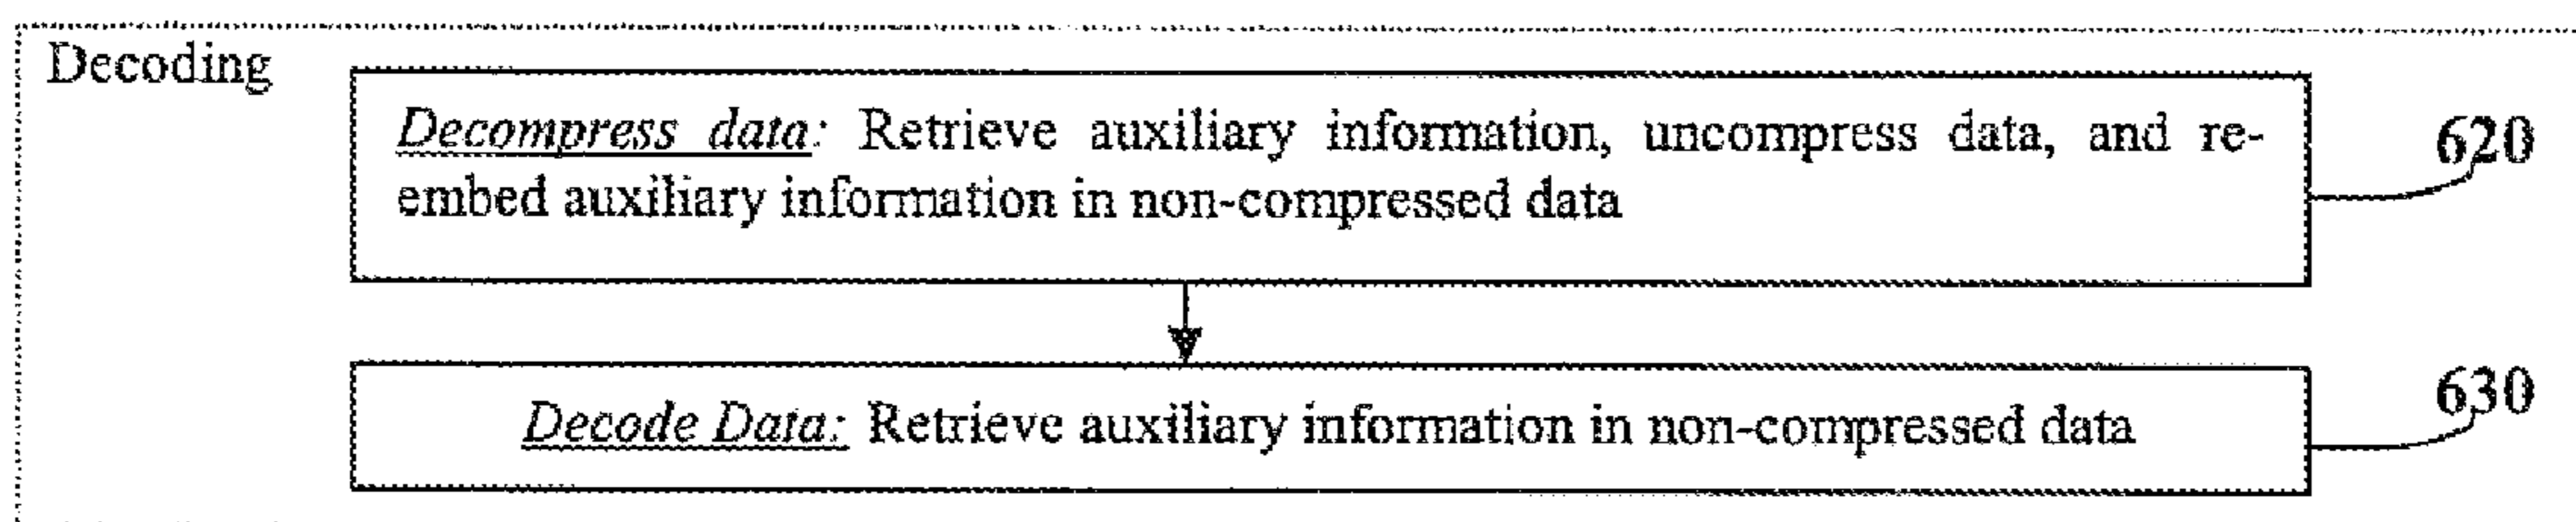 Decoding
Decompress data: Retrieve auxiliary information, uncompress data, and re-
embed auxiliary information in non-compressed data
620
Decode Data: Retrieve auxiliary information in non-compressed data
630